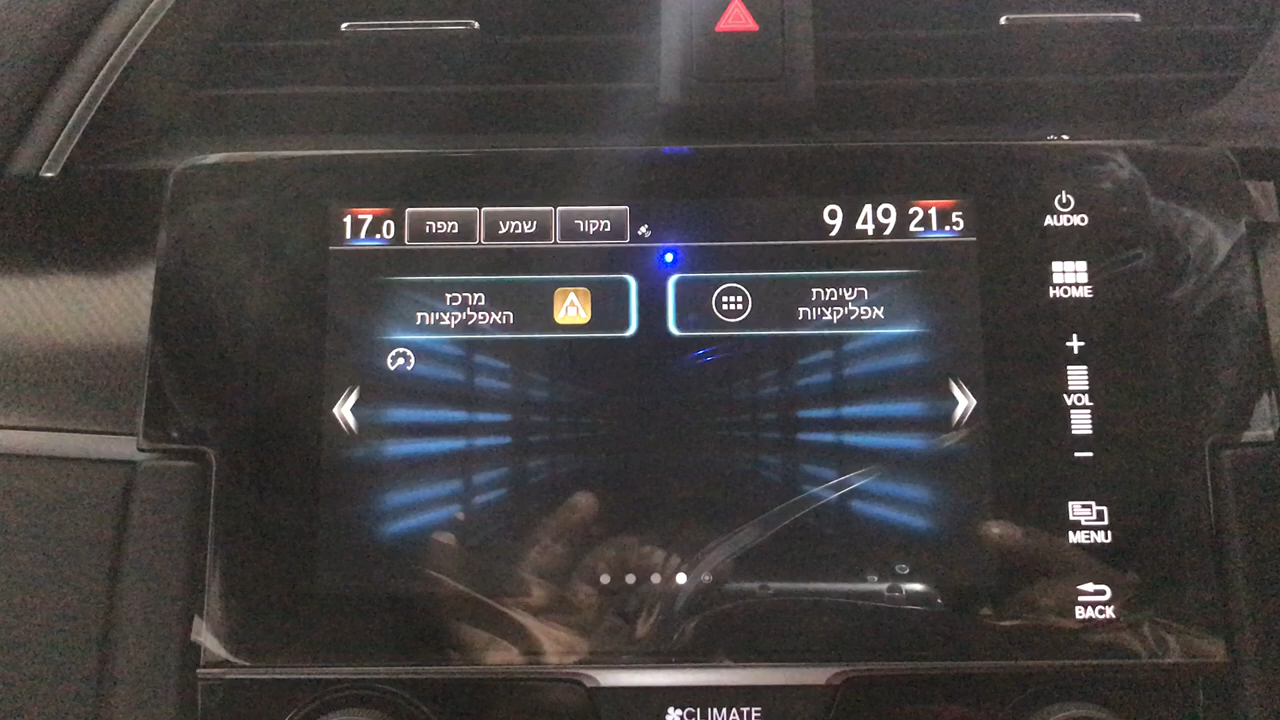 17.0 מפה שמע מקור 9 49 21.5
רשימת
אפליקציות
מרכז
האפליקציות
AUDIO
HOME
+
VOL
−
MENU
BACK
CLIMATE